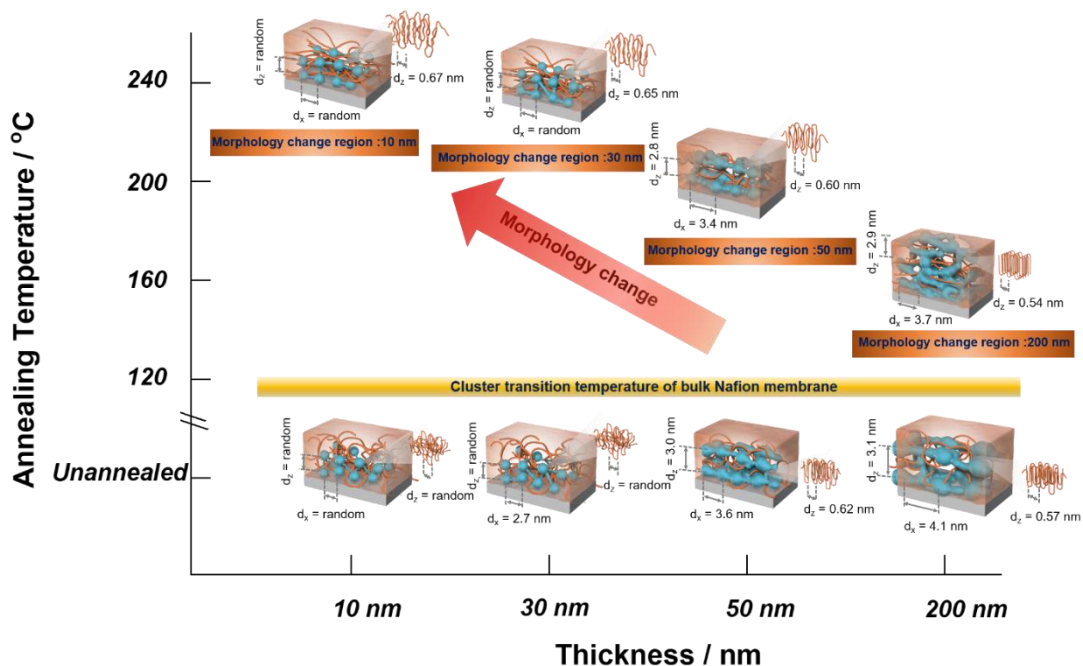 Annealing Temperature / °C
240
200
160
120
Unannealed
d_z = random
d_z = 0.67 nm
d_x = random
Morphology change region :10 nm
d_z = random
d_z = 0.65 nm
d_x = random
Morphology change region :30 nm
d_z = 2.8 nm
d_z = 0.60 nm
d_x = 3.4 nm
Morphology change region :50 nm
d_z = 2.9 nm
d_z = 0.54 nm
d_x = 3.7 nm
Morphology change region :200 nm
Morphology change
Cluster transition temperature of bulk Nafion membrane
d_z = random
d_z = random
d_x = random
d_z = random
d_z = random
d_x = 2.7 nm
d_z = 3.0 nm
d_z = 0.62 nm
d_x = 3.6 nm
d_z = 3.1 nm
d_z = 0.57 nm
d_x = 4.1 nm
10 nm
30 nm
50 nm
200 nm
Thickness / nm